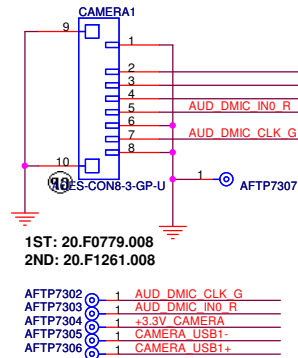 CAMERA1
9
1
2
3
4
5 AUD_DMIC_IN0_R
6
7 AUD_DMIC_CLK_G
8
10
-CON8-3-GP-U
1 AFTP7307
1ST: 20.F0779.008
2ND: 20.F1261.008
AFTP7302 1 AUD_DMIC_CLK_G
AFTP7303 1 AUD_DMIC_IN0_R
AFTP7304 1 +3.3V_CAMERA
AFTP7305 1 CAMERA_USB1-
AFTP7306 1 CAMERA_USB1+